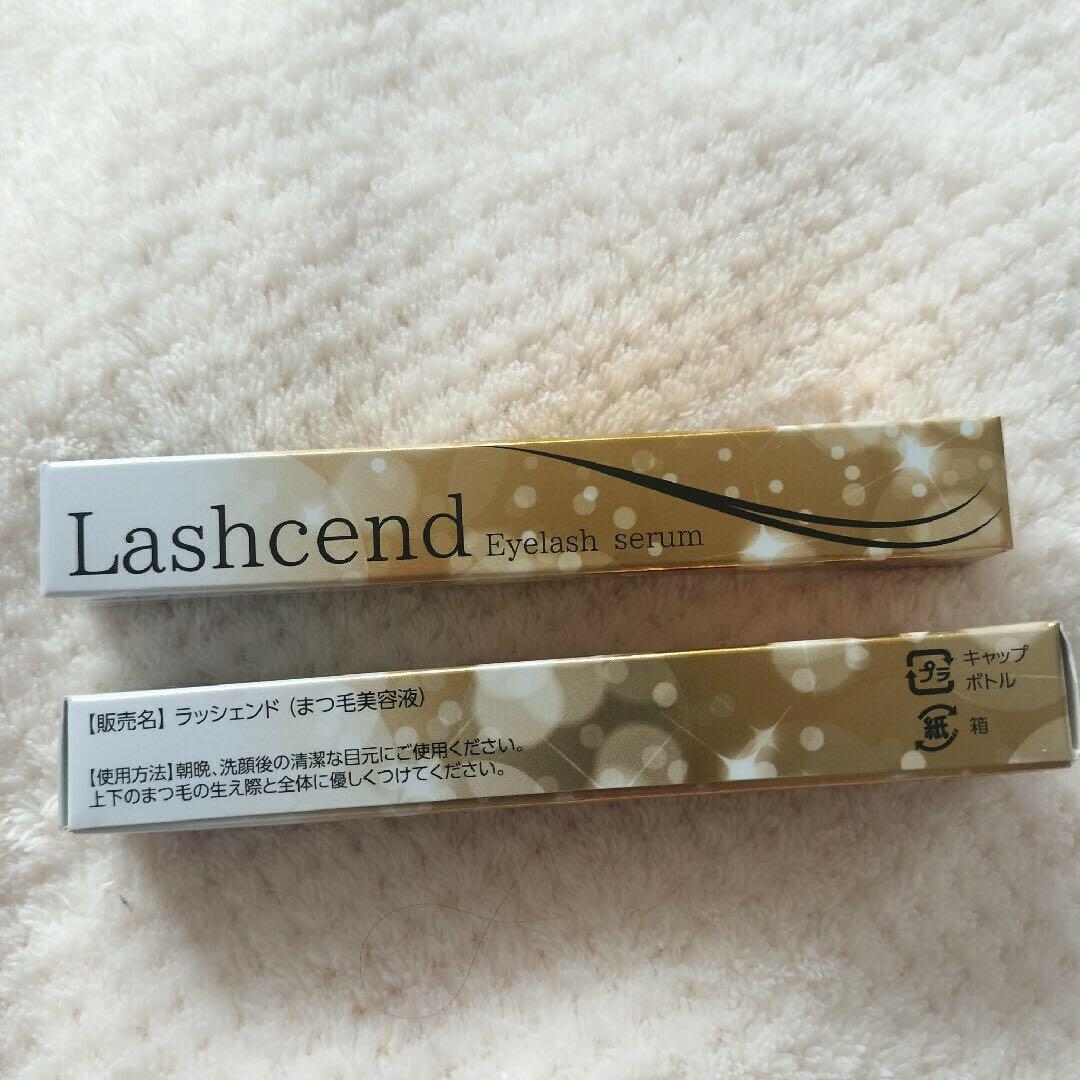 Lashcend Eyelash serum
【販売名】 ラッシェンド (まつ毛美容液)
【使用方法】朝晩、洗顔後の清潔な目元にご使用ください。
上下のまつ毛の生え際と全体に優しくつけてください。
プラ キャップ
ボトル
紙 箱